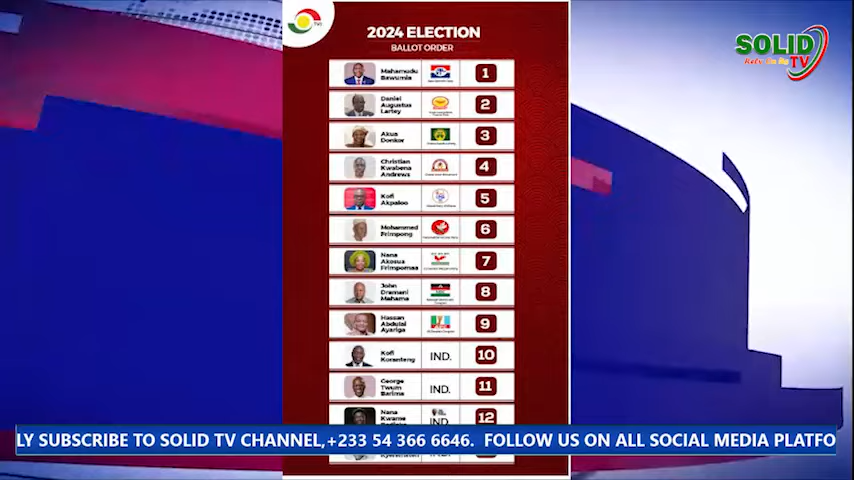 2024 ELECTION
BALLOT ORDER
SOLID
TV
Mahamudu
Bawumia
1
Daniel
Augustus
Lartey
2
Akua
Donkor
3
Christian
Kwabena
Andrews
4
Kofi
Akpaloo
5
Mohammed
Frimpong
6
Nana
Akosua
Frimpomaa
7
John
Dramani
Mahama
8
Hassan
Abdulai
Ayariga
9
Kofi
Koranteng
IND.
10
George
Twum
Barima
IND.
11
Nana
Kwame
IND.
12
LY SUBSCRIBE TO SOLID TV CHANNEL,+233 54 366 6646. FOLLOW US ON ALL SOCIAL MEDIA PLATFO